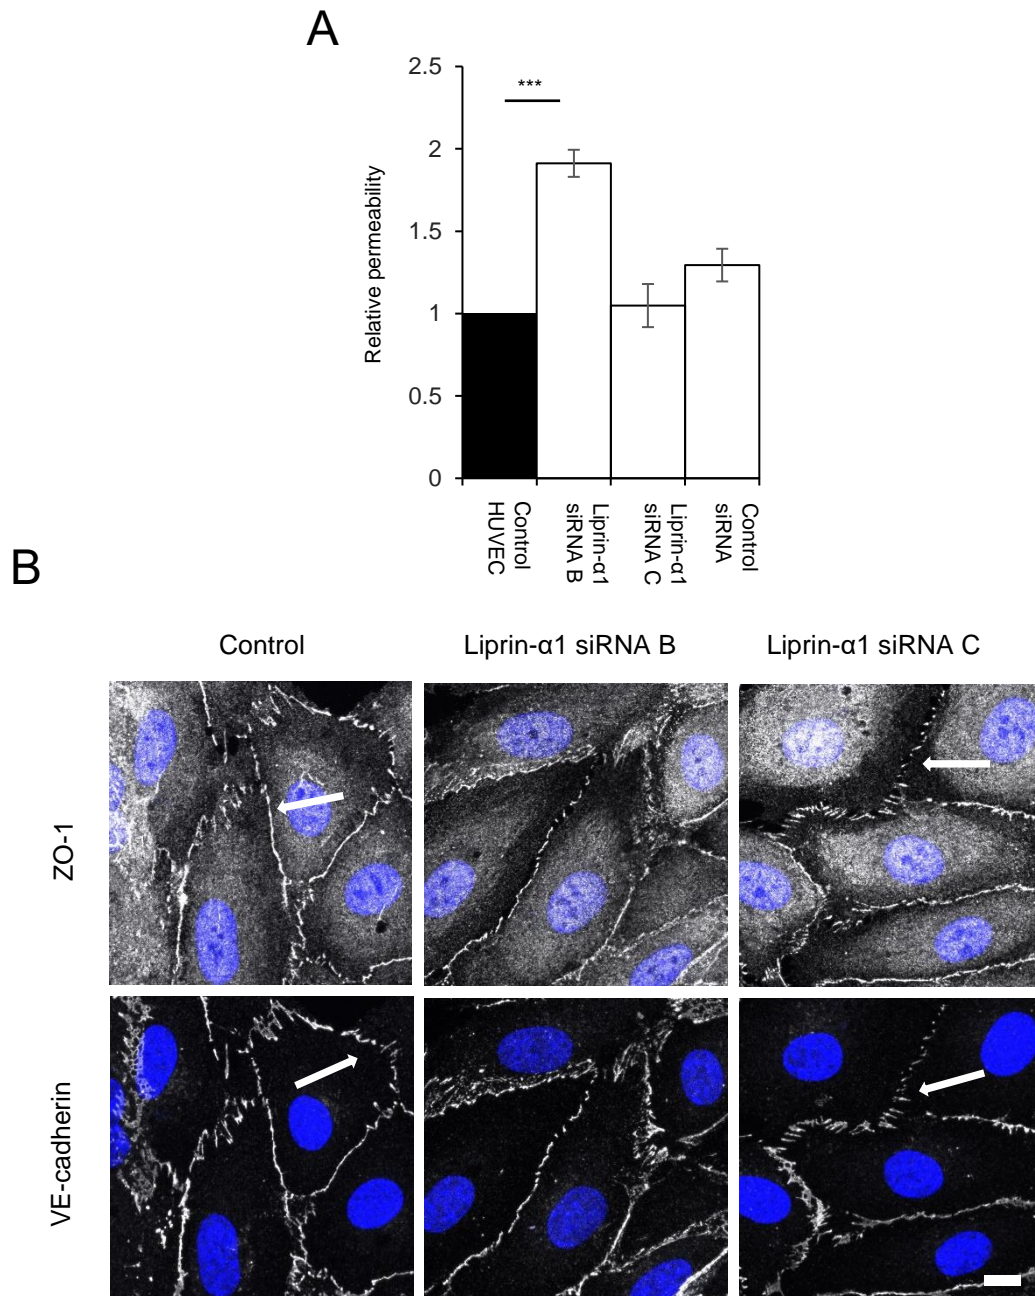 A
2.5
***
2
1.5
1
0.5
0
Relative permeability
Control
HUVEC
Liprin-α1
siRNA B
Liprin-α1
siRNA C
Control
siRNA
B
Control
Liprin-α1 siRNA B
Liprin-α1 siRNA C
ZO-1
VE-cadherin